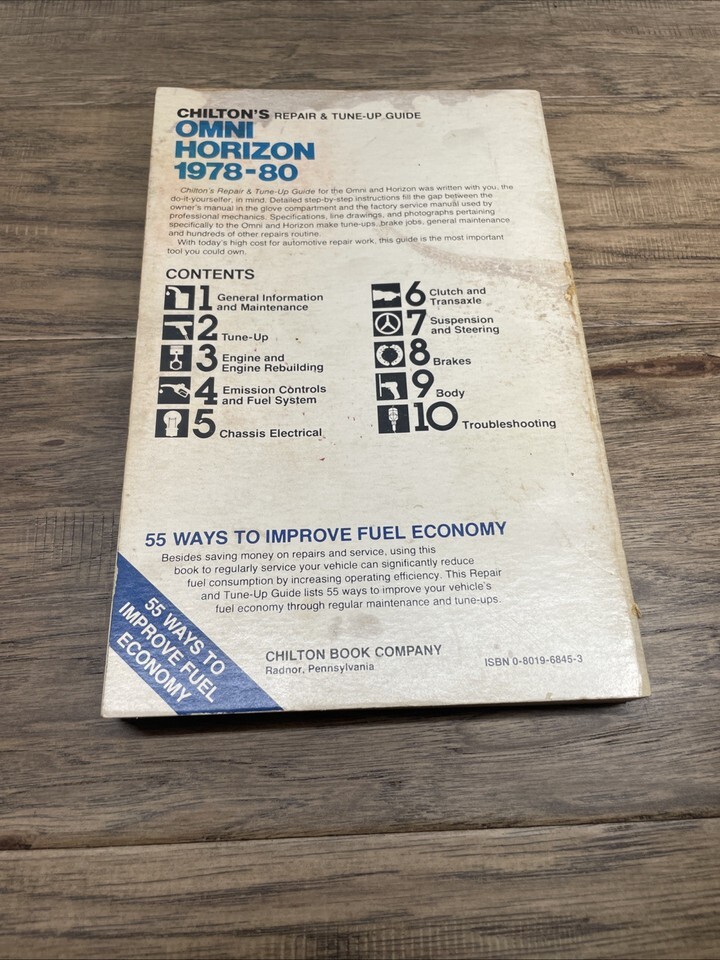 CHILTON'S REPAIR & TUNE-UP GUIDE
OMNI
HORIZON
1978-80
Chilton's Repair & Tune-Up Guide for the Omni and Horizon was written with you, the
do-it-yourselfer, in mind. Detailed step-by-step instructions fill the gap between the
owner's manual in the glove compartment and the factory service manual used by
professional mechanics. Specifications, line drawings, and photographs pertaining
specifically to the Omni and Horizon make tune-ups, brake jobs, general maintenance
and hundreds of other repairs routine.
With today's high cost for automotive repair work, this guide is the most important
tool you could own.
CONTENTS
1 General Information
and Maintenance
2 Tune-Up
3 Engine and
Engine Rebuilding
4 Emission Controls
and Fuel System
5 Chassis Electrical
6 Clutch and
Transaxle
7 Suspension
and Steering
8 Brakes
9 Body
10 Troubleshooting
55 WAYS TO IMPROVE FUEL ECONOMY
Besides saving money on repairs and service, using this
book to regularly service your vehicle can significantly reduce
fuel consumption by increasing operating efficiency. This Repair
and Tune-Up Guide lists 55 ways to improve your vehicle's
fuel economy through regular maintenance and tune-ups.
55 WAYS TO
IMPROVE FUEL
ECONOMY
CHILTON BOOK COMPANY
Radnor, Pennsylvania
ISBN 0-8019-6845-3